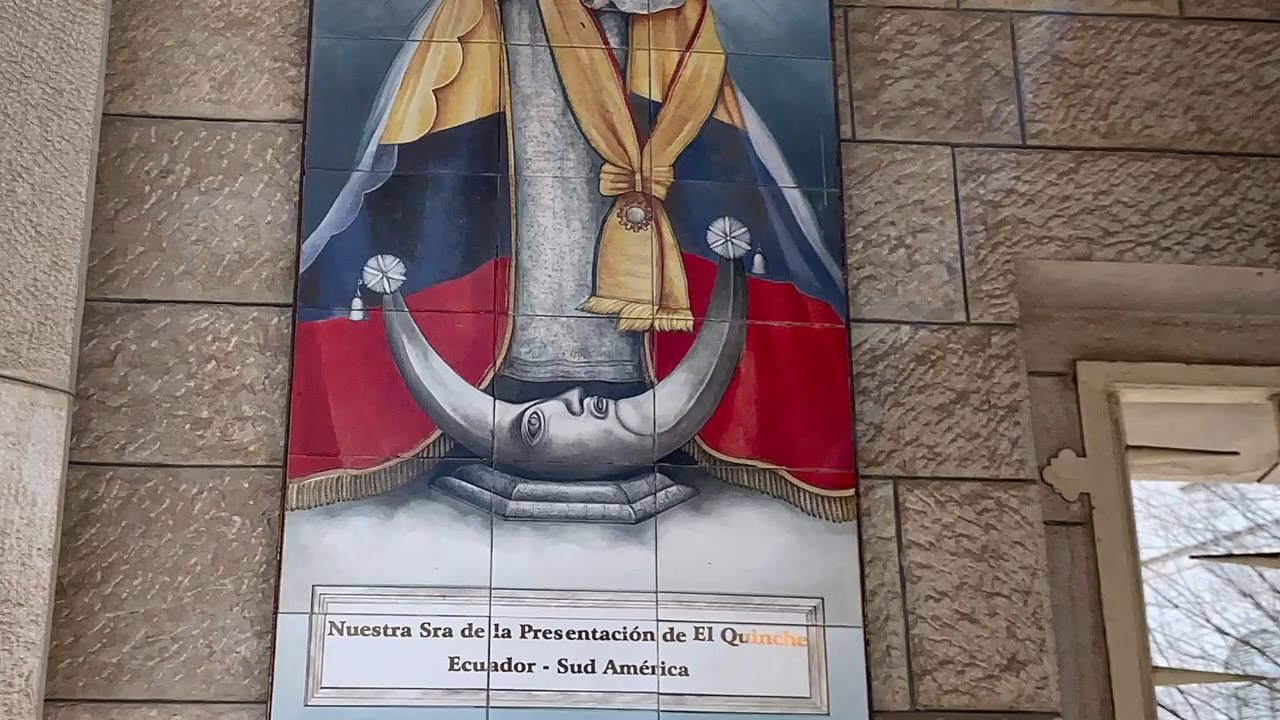 Nuestra Sra de la Presentación de El Quinche
Ecuador - Sud América